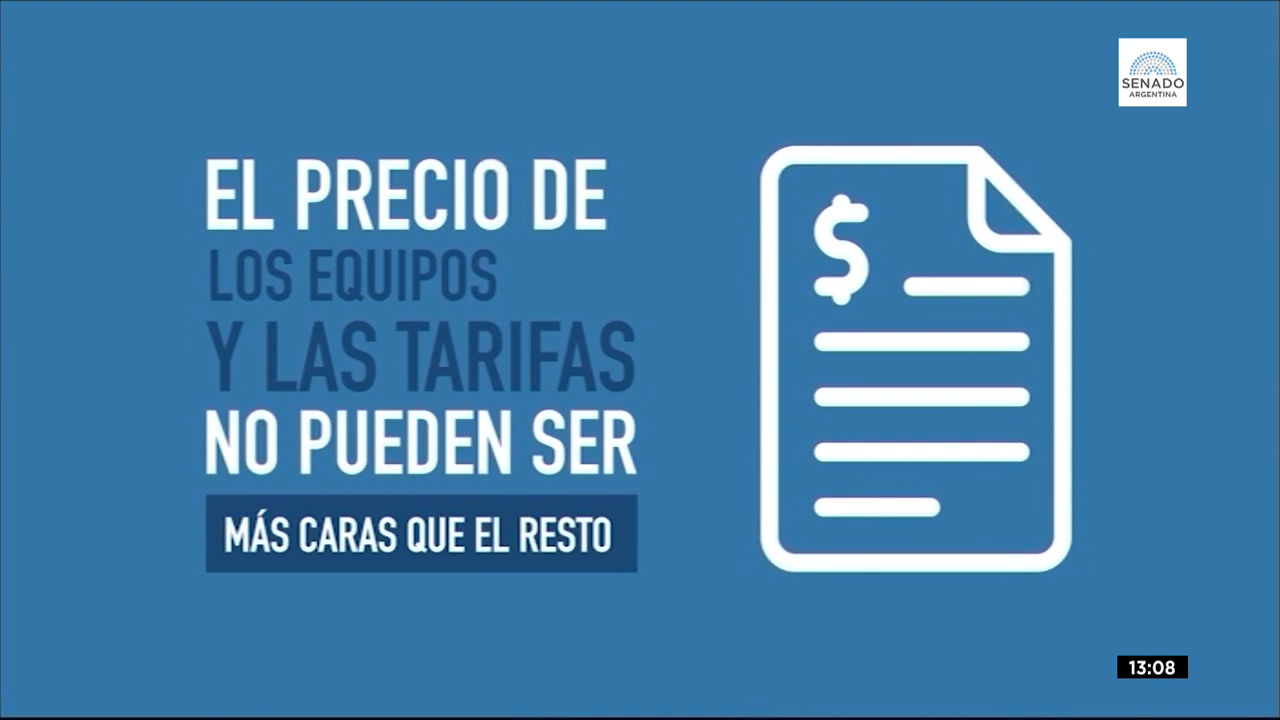 SENADO
ARGENTINA
EL PRECIO DE
LOS EQUIPOS
Y LAS TARIFAS
NO PUEDEN SER
MÁS CARAS QUE EL RESTO
$
13:08